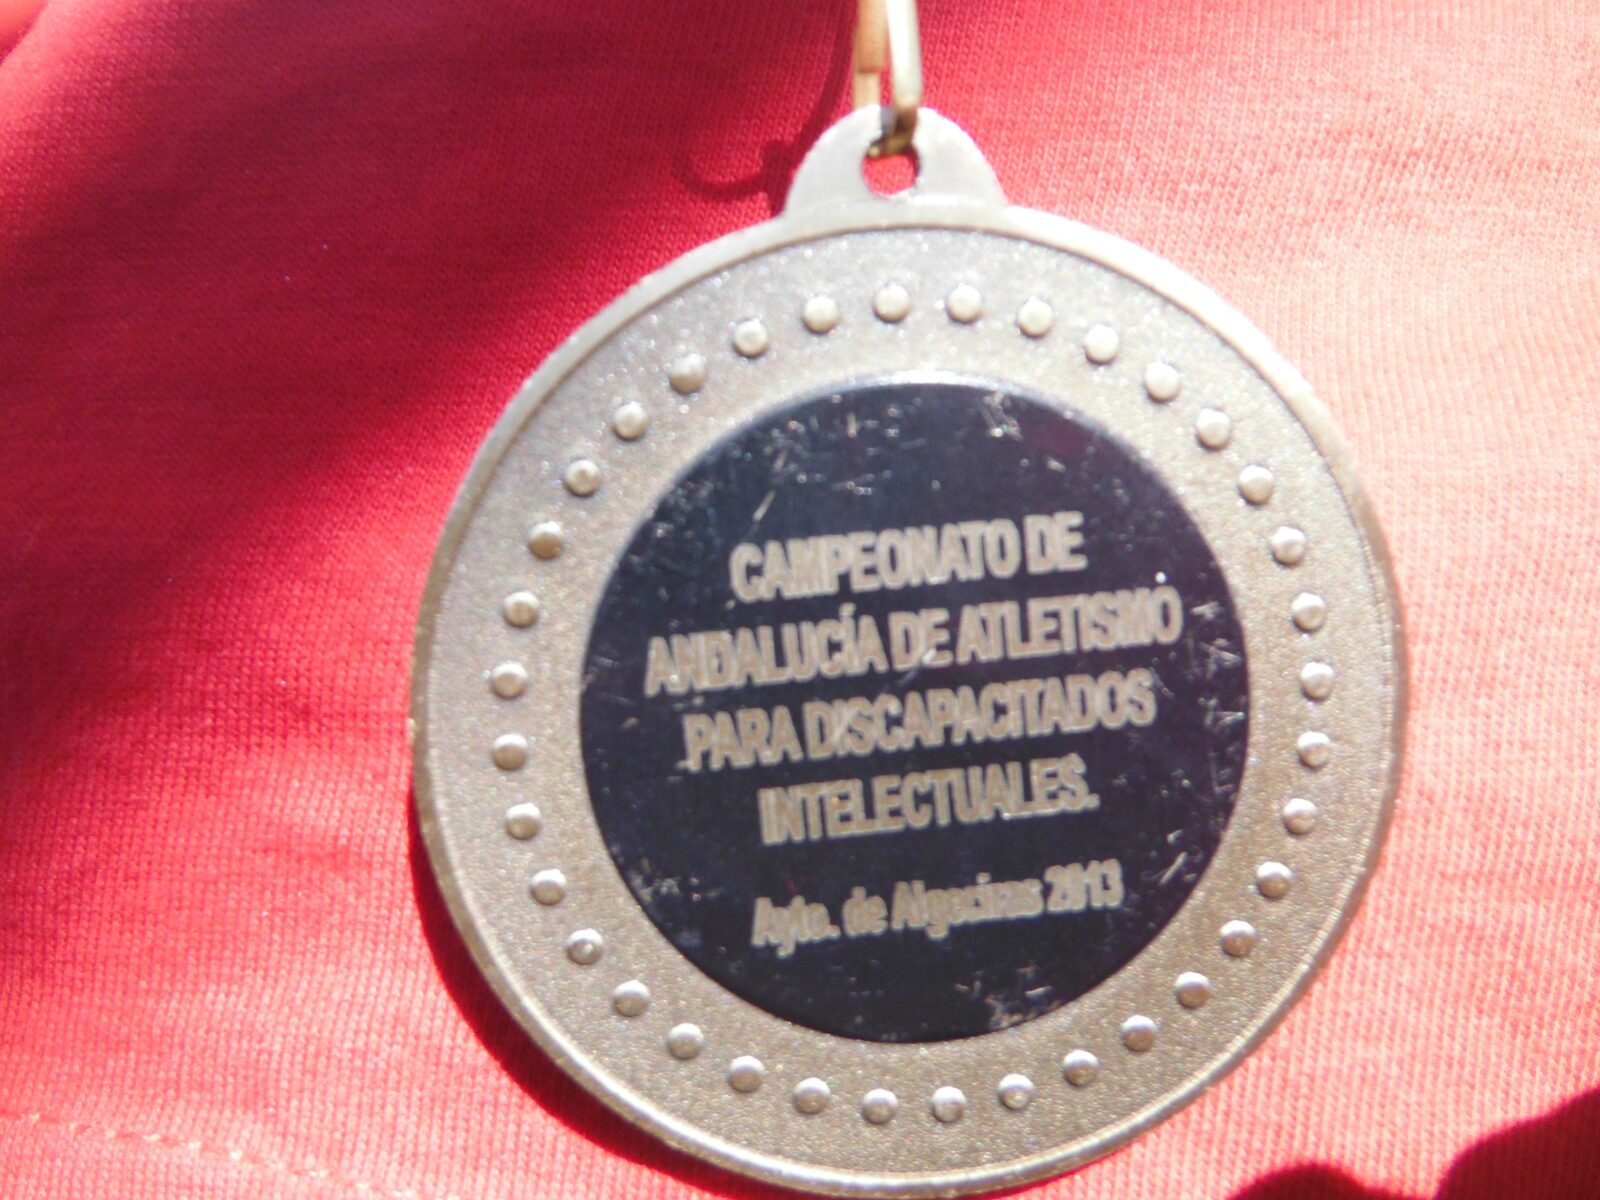 CAMPEONATO DE
ANDALUCÍA DE ATLETISMO
PARA DISCAPACITADOS
INTELECTUALES.
Ayto. de Algeciras 2013